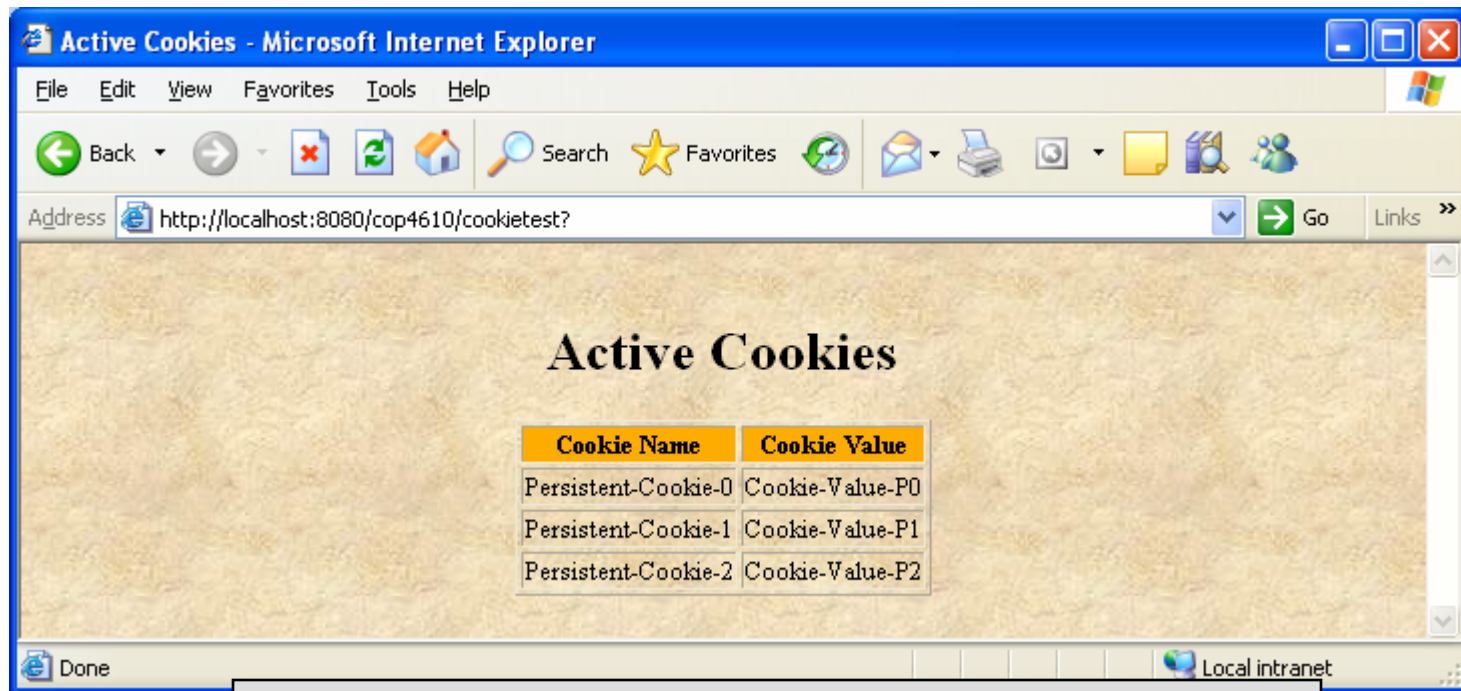 Active Cookies - Microsoft Internet Explorer
File Edit View Favorites Tools Help
Back Search Favorites
Address http://localhost:8080/cop4610/cookietest? Go Links »
Active Cookies
Cookie Name Cookie Value
Persistent-Cookie-0 Cookie-Value-P0
Persistent-Cookie-1 Cookie-Value-P1
Persistent-Cookie-2 Cookie-Value-P2
Done Local intranet